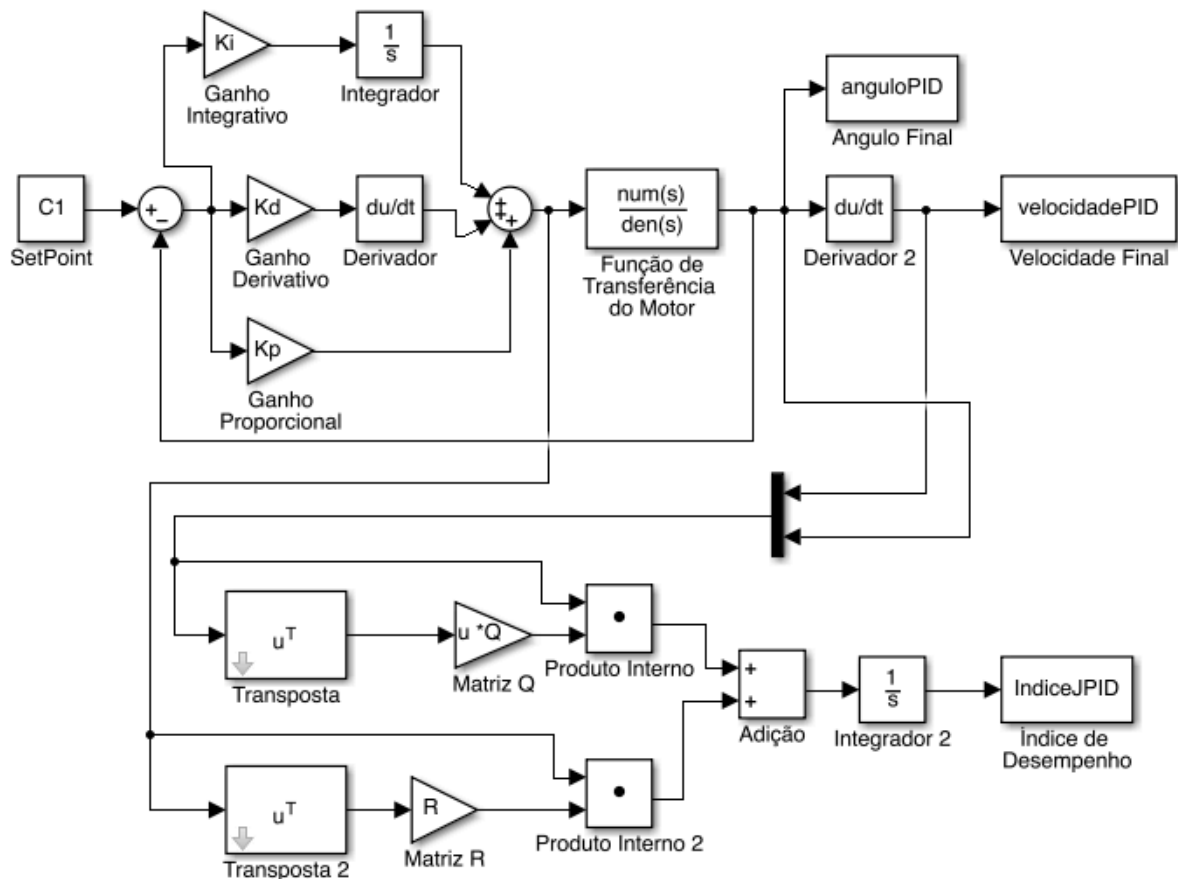 Ki
1
s
Ganho
Integrativo
Integrador
anguloPID
Angulo Final
C1
SetPoint
+
−
Kd
Ganho
Derivativo
du/dt
Derivador
+
+
+
num(s)
den(s)
Função de
Transferência
do Motor
du/dt
Derivador 2
velocidadePID
Velocidade Final
Kp
Ganho
Proporcional
u^T
Transposta
u *Q
Matriz Q
Produto Interno
+
+
Adição
1
s
Integrador 2
IndiceJPID
Índice de
Desempenho
u^T
Transposta 2
R
Matriz R
Produto Interno 2